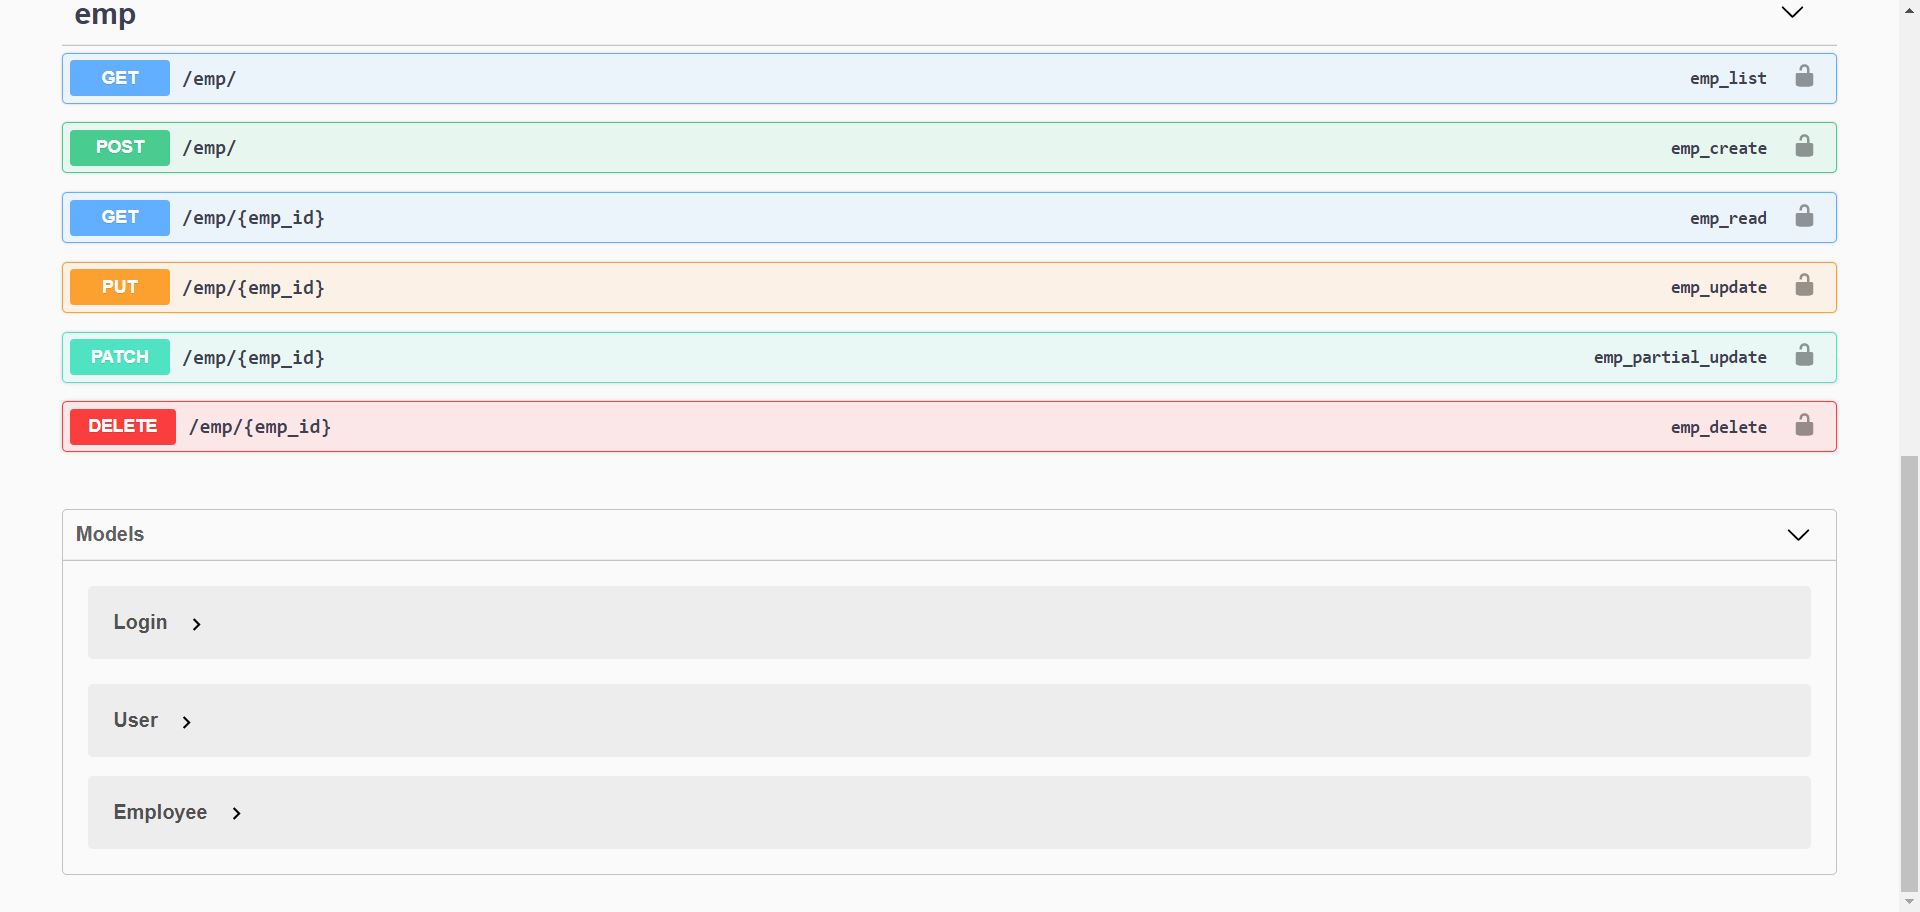 emp
GET /emp/ emp_list
POST /emp/ emp_create
GET /emp/{emp_id} emp_read
PUT /emp/{emp_id} emp_update
PATCH /emp/{emp_id} emp_partial_update
DELETE /emp/{emp_id} emp_delete
Models
Login
User
Employee